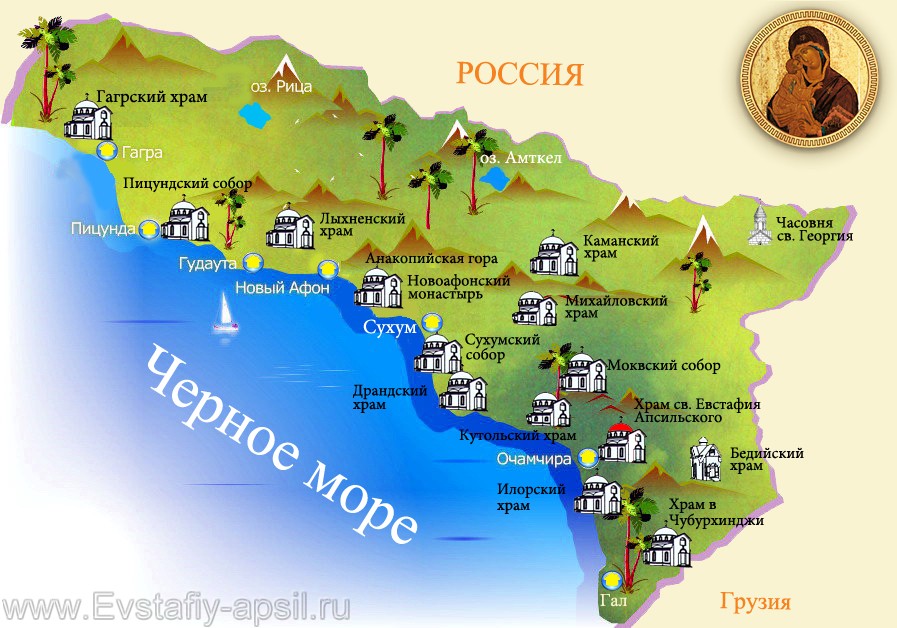 РОССИЯ
оз. Рица
Гагрский храм
Гагра
оз. Амткел
Пицундский собор
Пицунда
Лыхненский
храм
Часовня
св. Георгия
Каманский
храм
Гудаута
Анакопийская гора
Новый Афон
Новоафонский
монастырь
Михайловский
храм
Сухум
Сухумский
собор
Черное море
Моквский собор
Драндский
храм
Храм св. Евстафия
Апсильского
Кутольский храм
Очамчира
Бедийский
храм
Илорский
храм
Храм в
Чубурхинджи
Гал
Грузия
www.Evstafiy-apsil.ru